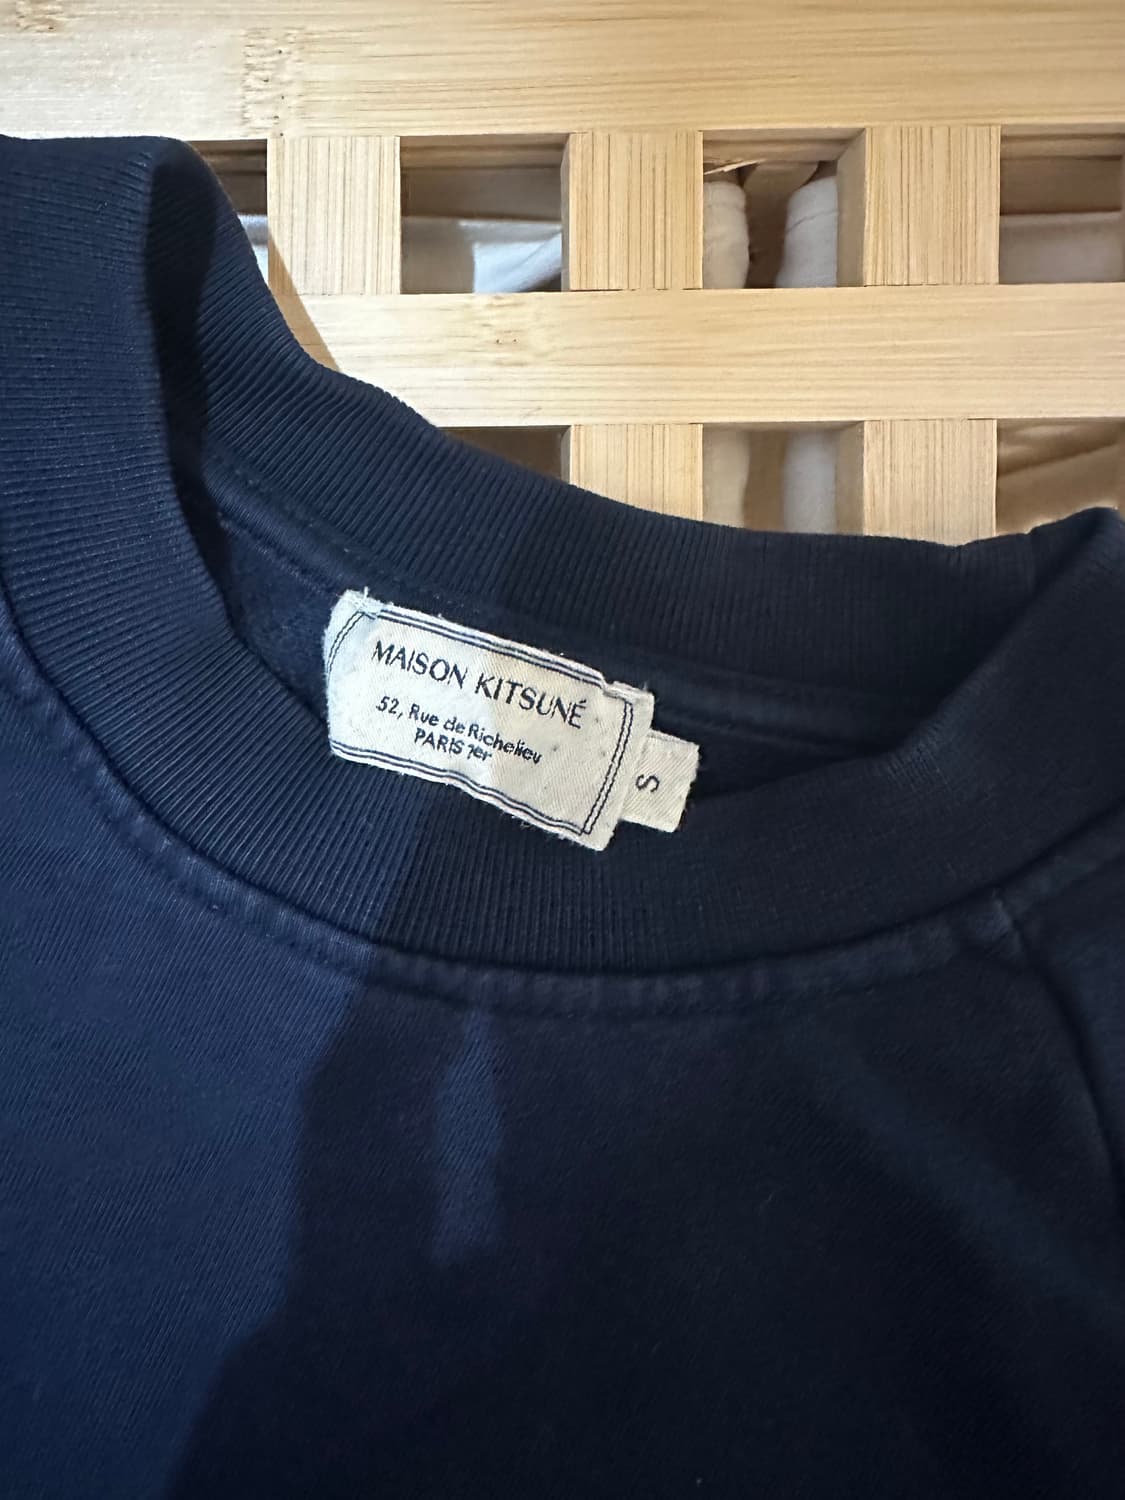 MAISON KITSUNÉ
52, Rue de Richelieu
PARIS 1er
S